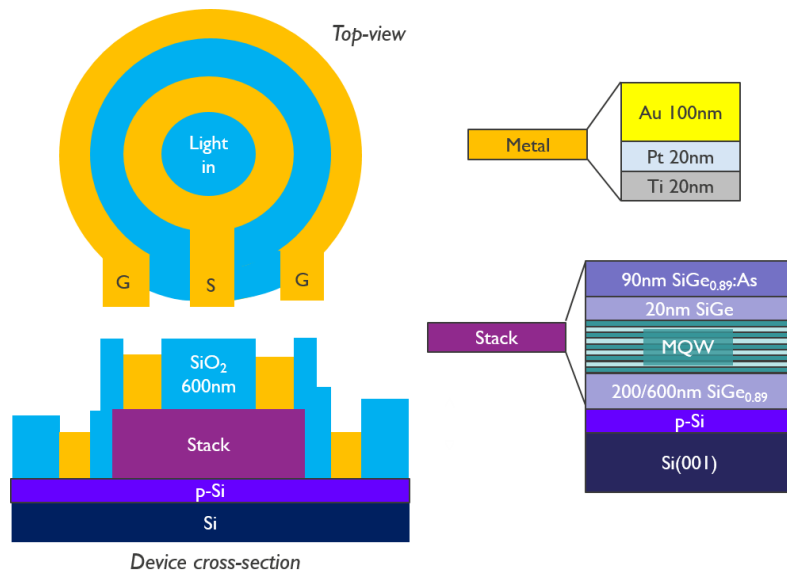 Top-view
Light
in
G
S
G
Au 100nm
Metal
Pt 20nm
Ti 20nm
90nm SiGe₀.₈₉:As
20nm SiGe
Stack
MQW
200/600nm SiGe₀.₈₉
p-Si
Si(001)
SiO₂
600nm
Stack
p-Si
Si
Device cross-section